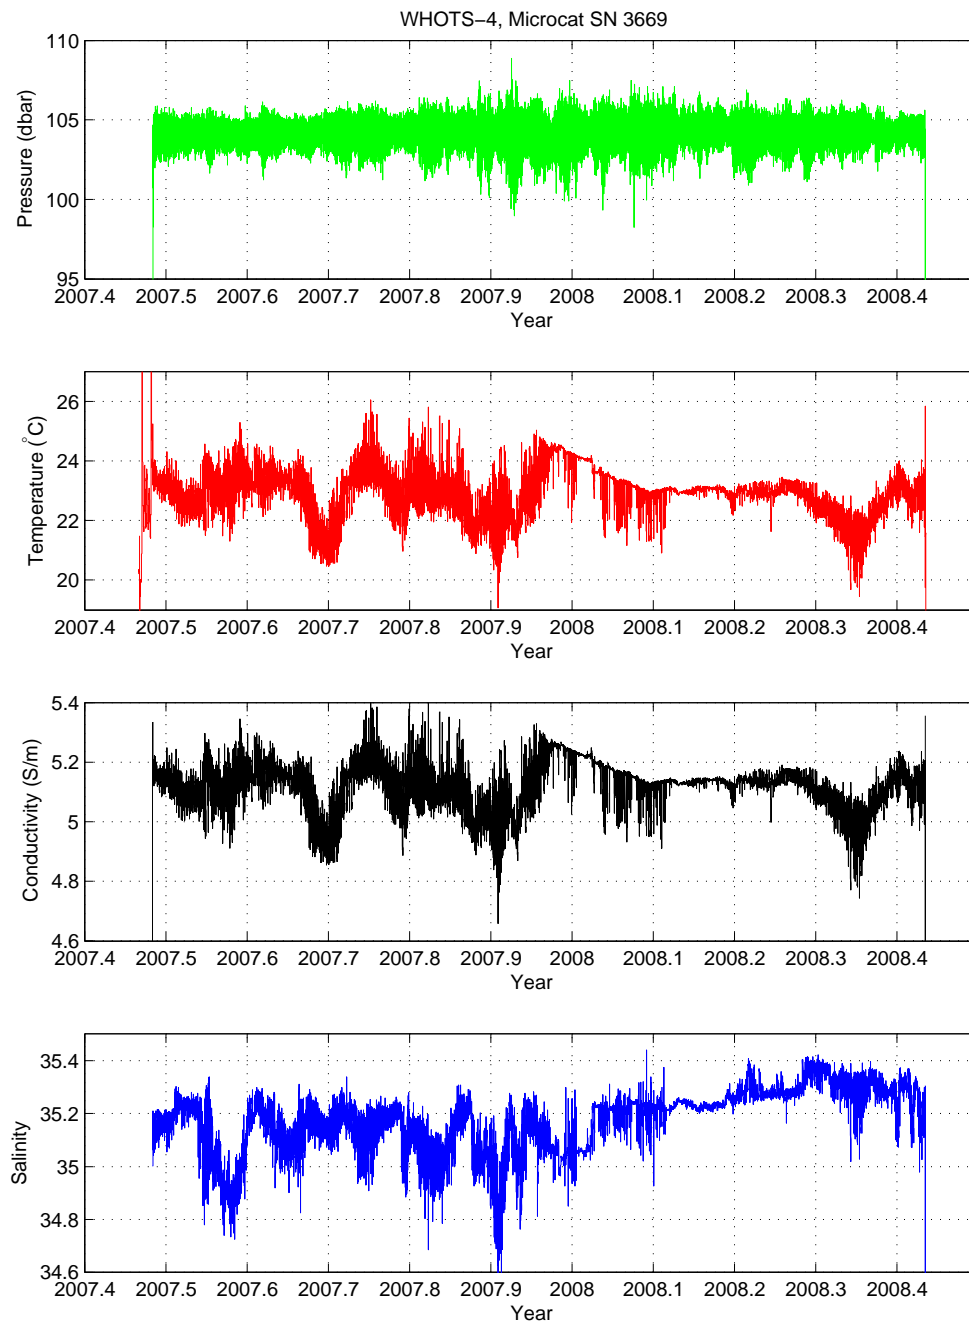 WHOTS−4, Microcat SN 3669
110
105
100
95
Pressure (dbar)
2007.4 2007.5 2007.6 2007.7 2007.8 2007.9 2008 2008.1 2008.2 2008.3 2008.4
Year
26
24
22
20
Temperature (°C)
2007.4 2007.5 2007.6 2007.7 2007.8 2007.9 2008 2008.1 2008.2 2008.3 2008.4
Year
5.4
5.2
5
4.8
4.6
Conductivity (S/m)
2007.4 2007.5 2007.6 2007.7 2007.8 2007.9 2008 2008.1 2008.2 2008.3 2008.4
Year
35.4
35.2
35
34.8
34.6
Salinity
2007.4 2007.5 2007.6 2007.7 2007.8 2007.9 2008 2008.1 2008.2 2008.3 2008.4
Year